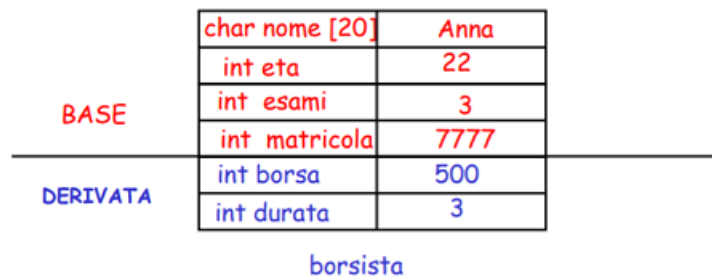 char nome [20] Anna
int eta 22
BASE int esami 3
int matricola 7777
DERIVATA int borsa 500
int durata 3
borsista